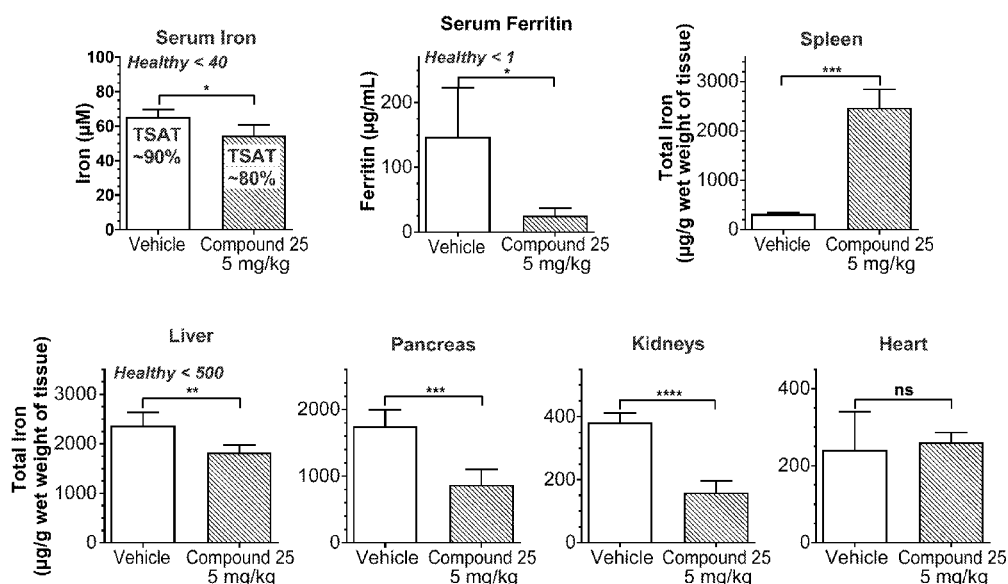 Serum Iron
Healthy < 40
*
Iron (µM)
100
80
60
40
20
0
TSAT
~90%
TSAT
~80%
Vehicle
Compound 25
5 mg/kg
Serum Ferritin
Healthy < 1
*
Ferritin (µg/mL)
250
150
50
0
Vehicle
Compound 25
5 mg/kg
Spleen
***
Total Iron
(µg/g wet weight of tissue)
3000
2000
1000
0
Vehicle
Compound 25
5 mg/kg
Liver
Healthy < 500
**
Total Iron
(µg/g wet weight of tissue)
3000
2000
1000
0
Vehicle
Compound 25
5 mg/kg
Pancreas
***
2000
1000
0
Vehicle
Compound 25
5 mg/kg
Kidneys
****
400
200
0
Vehicle
Compound 25
5 mg/kg
Heart
ns
400
200
0
Vehicle
Compound 25
5 mg/kg